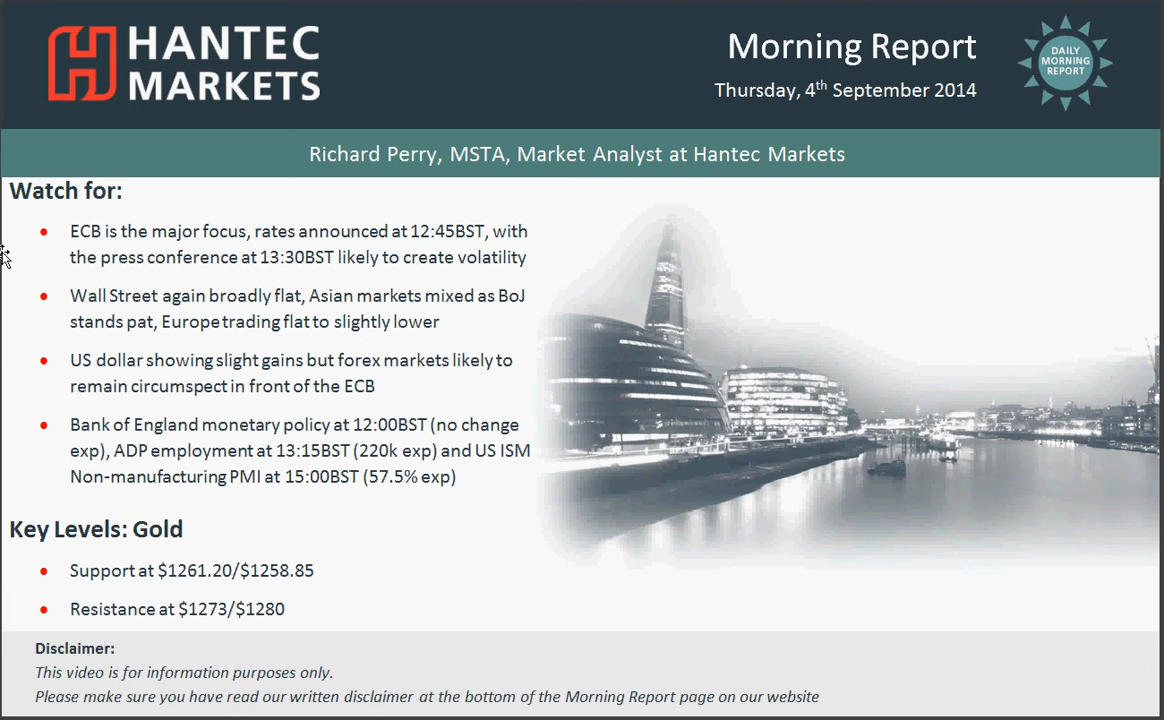 HANTEC
MARKETS
Morning Report
Thursday, 4th September 2014
DAILY
MORNING
REPORT
Richard Perry, MSTA, Market Analyst at Hantec Markets
Watch for:
• ECB is the major focus, rates announced at 12:45BST, with
the press conference at 13:30BST likely to create volatility
• Wall Street again broadly flat, Asian markets mixed as BoJ
stands pat, Europe trading flat to slightly lower
• US dollar showing slight gains but forex markets likely to
remain circumspect in front of the ECB
• Bank of England monetary policy at 12:00BST (no change
exp), ADP employment at 13:15BST (220k exp) and US ISM
Non-manufacturing PMI at 15:00BST (57.5% exp)
Key Levels: Gold
• Support at $1261.20/$1258.85
• Resistance at $1273/$1280
Disclaimer:
This video is for information purposes only.
Please make sure you have read our written disclaimer at the bottom of the Morning Report page on our website